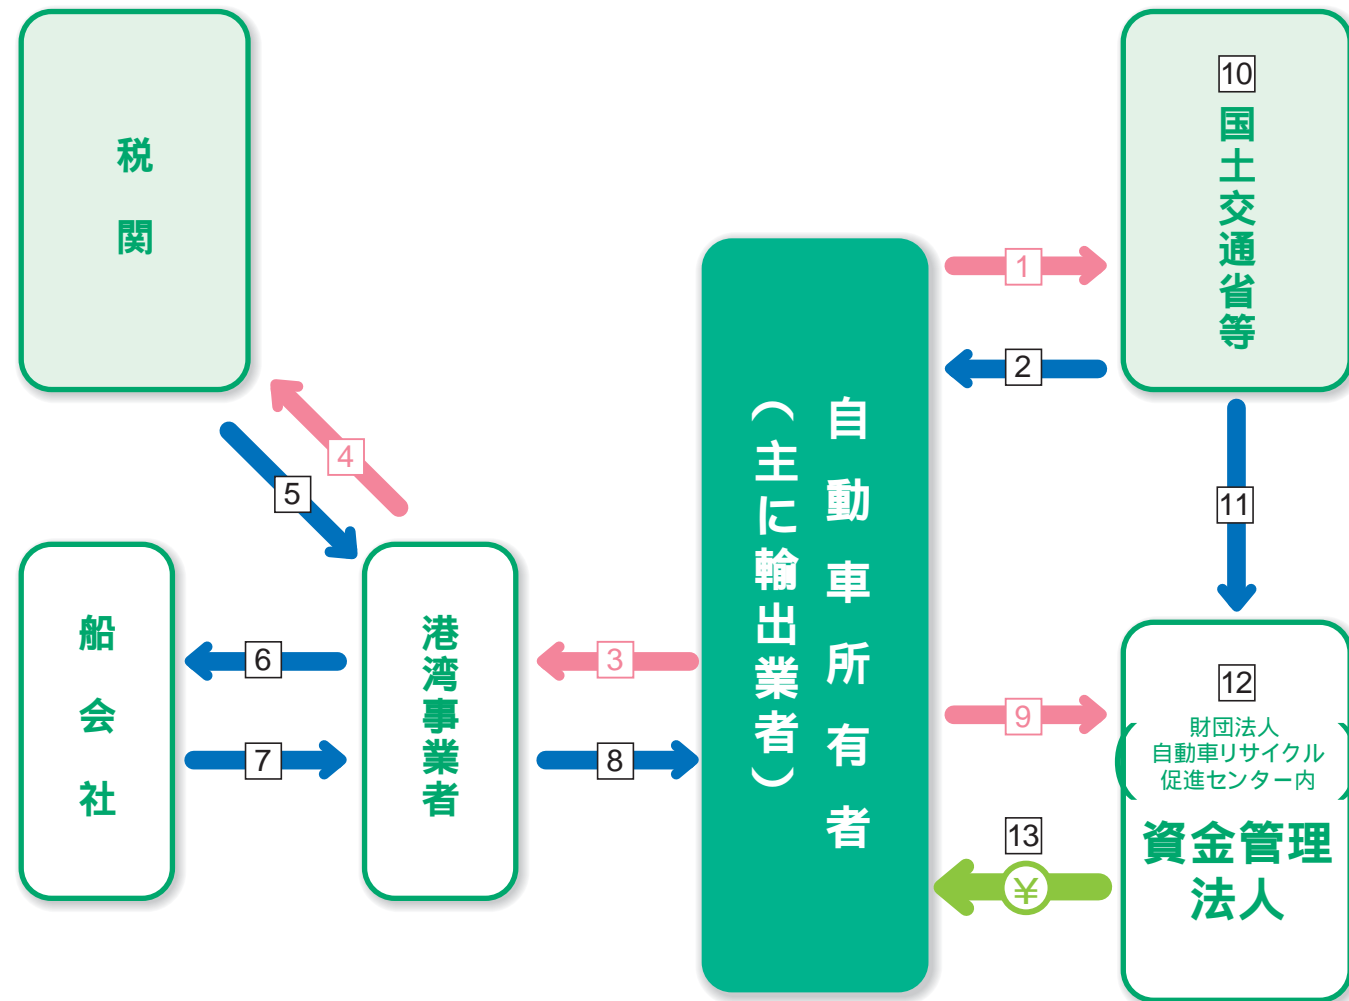 税関
10
国土交通省等
1
2
自動車所有者
（主に輸出業者）
4
5
11
船会社
6
7
港湾事業者
3
8
9
12
（財団法人
自動車リサイクル
促進センター内）
資金管理
法人
13
¥